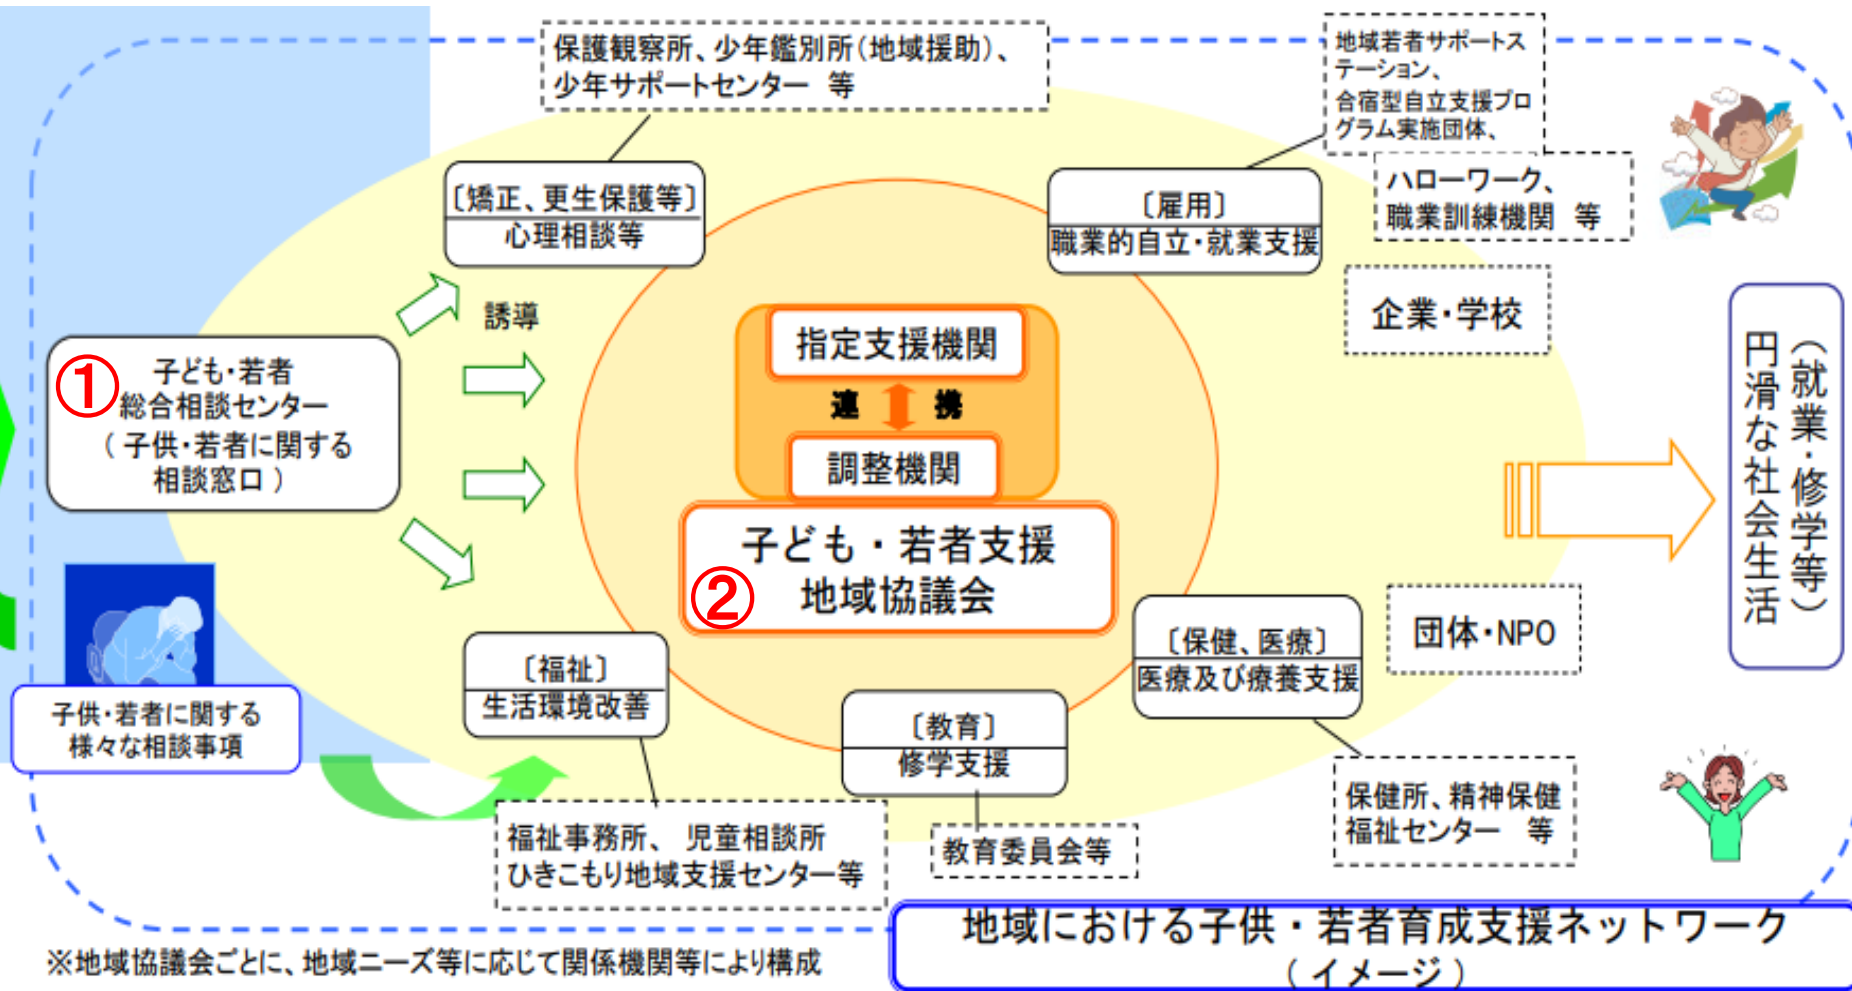 保護観察所、少年鑑別所(地域援助)、
少年サポートセンター 等
地域若者サポートス
テーション、
合宿型自立支援プロ
グラム実施団体、
ハローワーク、
職業訓練機関 等
〔矯正、更生保護等〕
心理相談等
〔雇用〕
職業的自立・就業支援
企業・学校
誘導
①
子ども・若者
総合相談センター
(子供・若者に関する
相談窓口)
指定支援機関
連 携
調整機関
子ども・若者支援
地域協議会
②
(就業・修学等)
円滑な社会生活
団体・NPO
〔保健、医療〕
医療及び療養支援
〔福祉〕
生活環境改善
〔教育〕
修学支援
子供・若者に関する
様々な相談事項
福祉事務所、 児童相談所
ひきこもり地域支援センター等
教育委員会等
保健所、精神保健
福祉センター 等
地域における子供・若者育成支援ネットワーク
(イメージ)
※地域協議会ごとに、地域ニーズ等に応じて関係機関等により構成